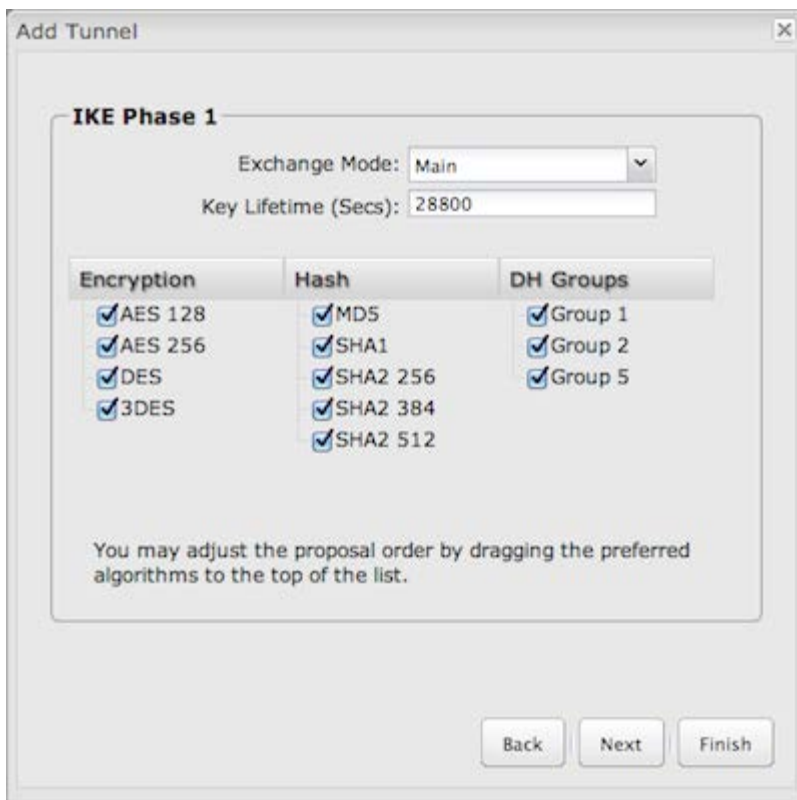 Add Tunnel
IKE Phase 1
Exchange Mode: Main
Key Lifetime (Secs): 28800
Encryption Hash DH Groups
AES 128 MD5 Group 1
AES 256 SHA1 Group 2
DES SHA2 256 Group 5
3DES SHA2 384
SHA2 512
You may adjust the proposal order by dragging the preferred
algorithms to the top of the list.
Back Next Finish